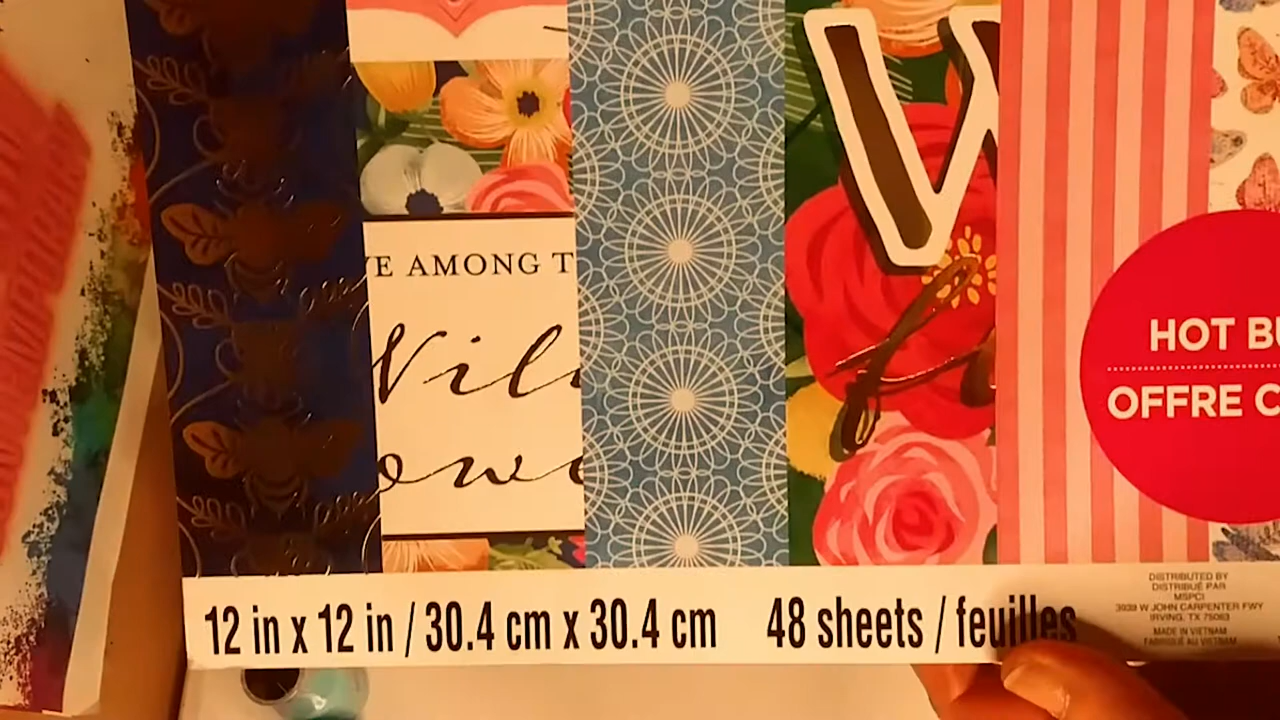 E AMONG T
Wil
owe
W
HOT BU
OFFRE C
12 in x 12 in / 30.4 cm x 30.4 cm 48 sheets / feuilles
DISTRIBUTED BY
DISTRIBUÉ PAR
MSPCI
3939 W JOHN CARPENTER FWY
IRVING, TX 75063
MADE IN VIETNAM
FABRIQUÉ AU VIETNAM